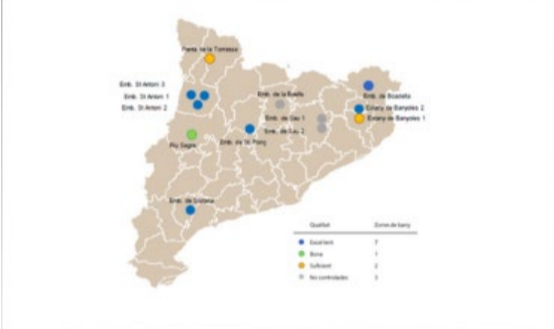 Presa de la Torrassa
Emb. St Antoni 3
Emb. St Antoni 1
Emb. St Antoni 2
Emb. de la Baells
Emb. de Boadella
Estany de Banyoles 2
Emb. de Sau 1
Estany de Banyoles 1
Emb. de Sau 2
Riu Segre
Emb. de St. Ponç
Emb. de Siurana
Qualitat Zones de bany
Excel·lent 7
Bona 1
Suficient 2
No controlades 3